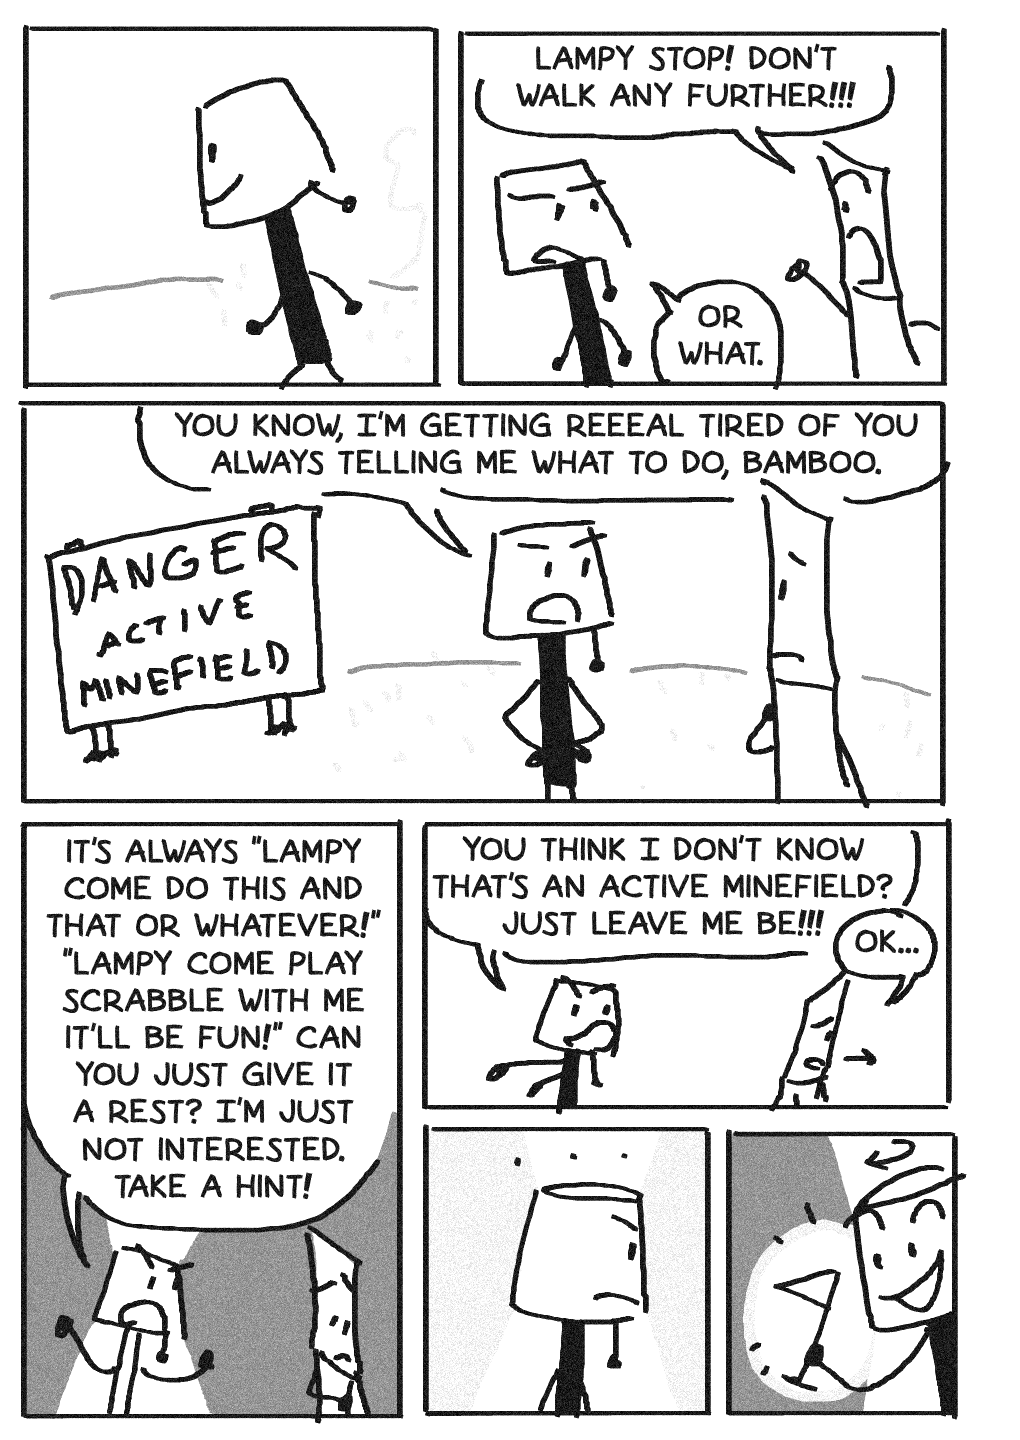 LAMPY STOP! DON'T
WALK ANY FURTHER!!!
OR
WHAT.
YOU KNOW, I'M GETTING REEEAL TIRED OF YOU
ALWAYS TELLING ME WHAT TO DO, BAMBOO.
DANGER
ACTIVE
MINEFIELD
IT'S ALWAYS "LAMPY
COME DO THIS AND
THAT OR WHATEVER!"
"LAMPY COME PLAY
SCRABBLE WITH ME
IT'LL BE FUN!" CAN
YOU JUST GIVE IT
A REST? I'M JUST
NOT INTERESTED.
TAKE A HINT!
YOU THINK I DON'T KNOW
THAT'S AN ACTIVE MINEFIELD?
JUST LEAVE ME BE!!!
OK...